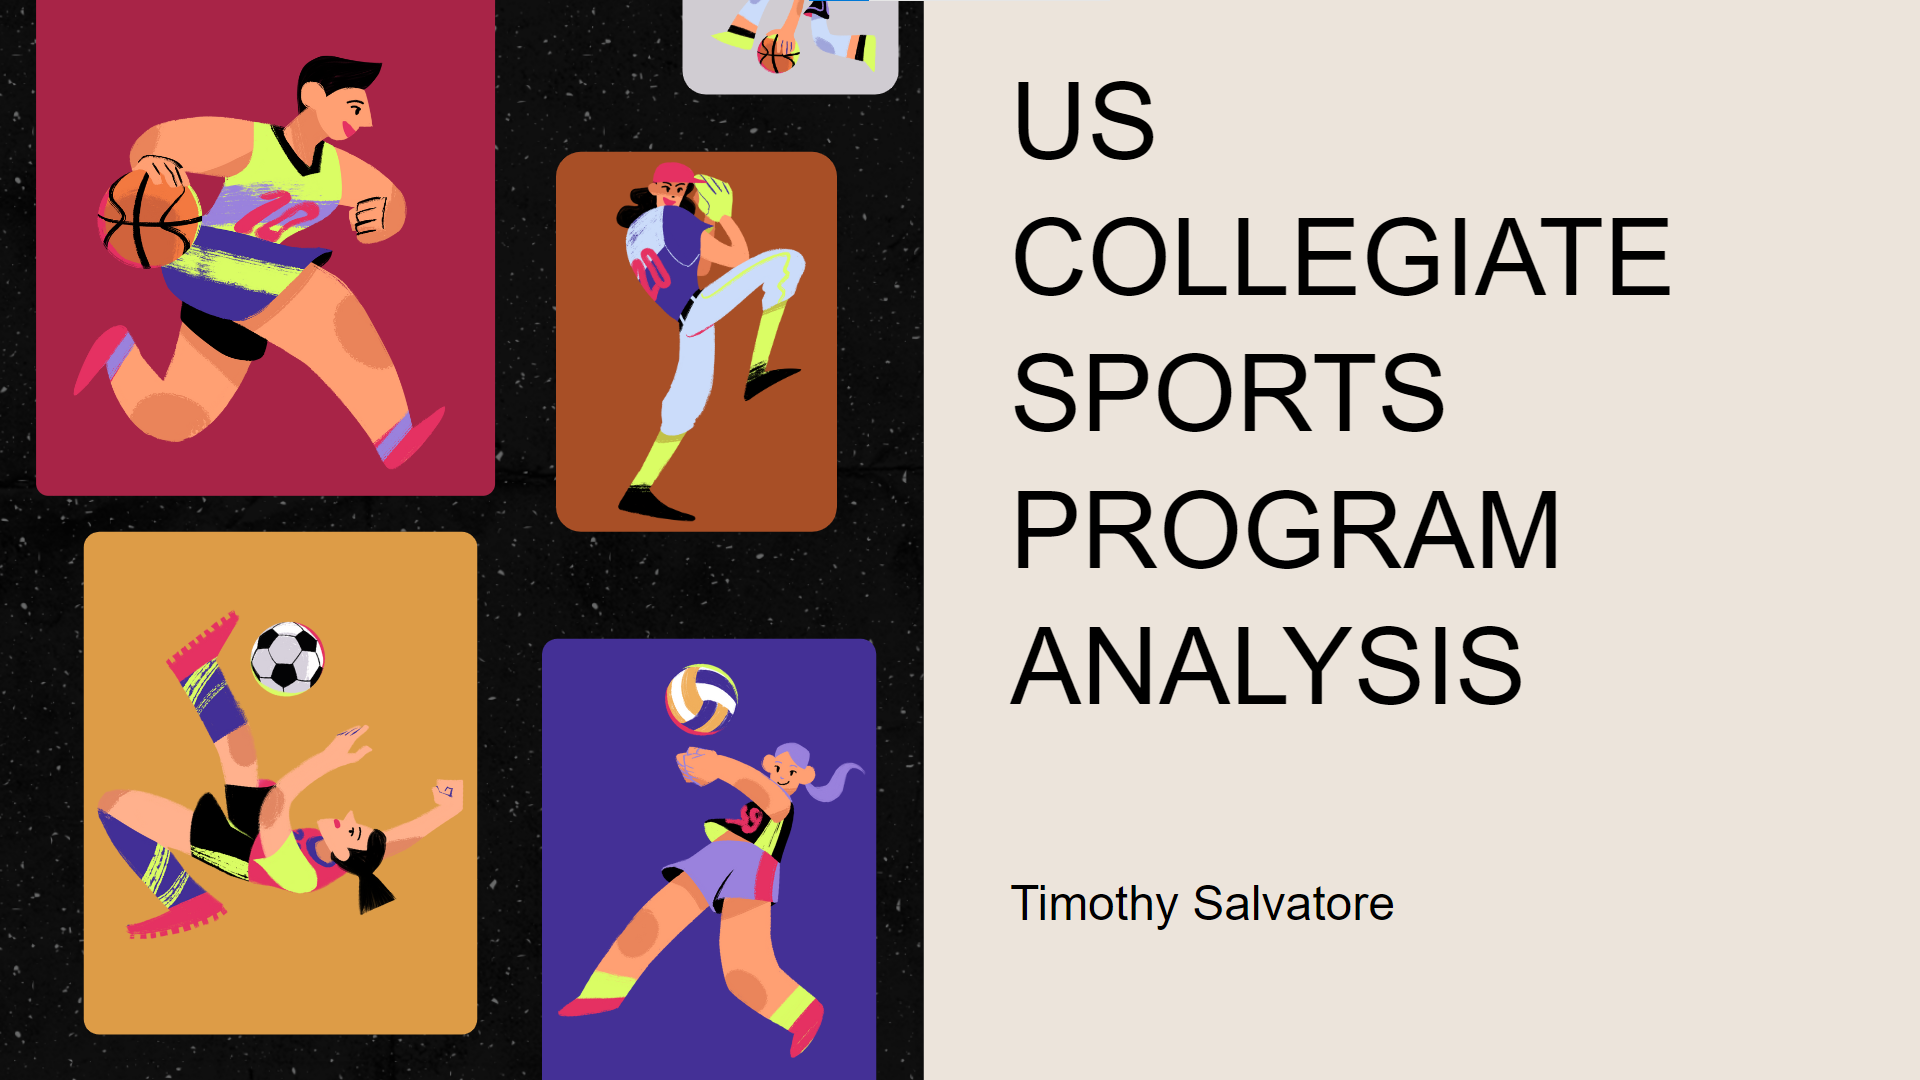 US
COLLEGIATE
SPORTS
PROGRAM
ANALYSIS
Timothy Salvatore